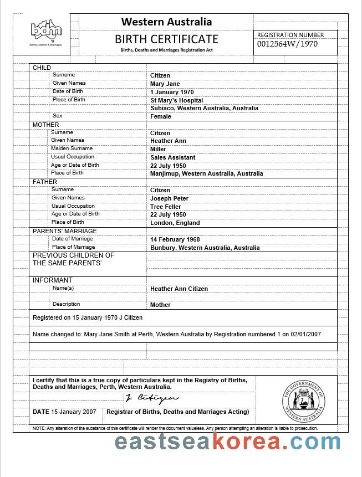 Western Australia
BIRTH CERTIFICATE
Births, Deaths and Marriages Registration Act
REGISTRATION NUMBER
0012564W/1970
CHILD
Surname Citizen
Given Names Mary Jane
Date of Birth 1 January 1970
Place of Birth St Mary's Hospital
Subiaco, Western Australia, Australia
Sex Female
MOTHER
Surname Citizen
Given Names Heather Ann
Maiden Surname Miller
Usual Occupation Sales Assistant
Age or Date of Birth 22 July 1950
Place of Birth Manjimup, Western Australia, Australia
FATHER
Surname Citizen
Given Names Joseph Peter
Usual Occupation Tree Feller
Age or Date of Birth 22 July 1950
Place of Birth London, England
PARENTS' MARRIAGE
Date of Marriage 14 February 1968
Place of Marriage Bunbury, Western Australia, Australia
PREVIOUS CHILDREN OF
THE SAME PARENTS'
INFORMANT
Name(s) Heather Ann Citizen
Description Mother
Registered on 15 January 1970 J Citizen
Name changed to: Mary Jane Smith at Perth, Western Australia by Registration numbered 1 on 02/01/2007
I certify that this is a true copy of particulars kept in the Registry of Births,
Deaths and Marriages, Perth, Western Australia.
J Citizen
DATE 15 January 2007 Registrar of Births, Deaths and Marriages Acting)
NOTE: Any alteration of the substance of this certificate will render the document valueless. Any person attempting an alteration is liable to prosecution.
eastseakorea.com